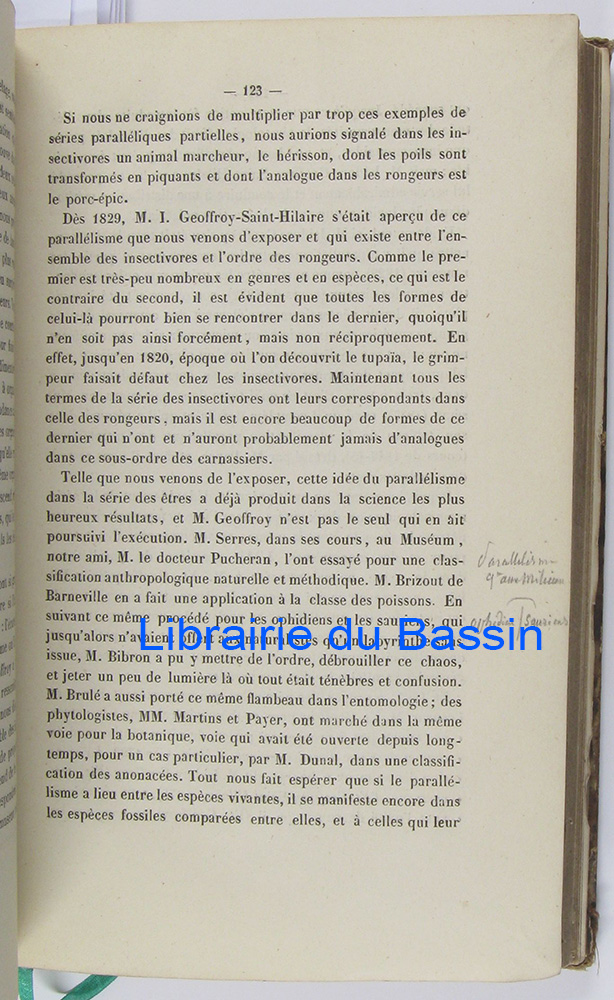 — 123 —
Si nous ne craignions de multiplier par trop ces exemples de
séries paralléliques partielles, nous aurions signalé dans les in-
sectivores un animal marcheur, le hérisson, dont les poils sont
transformés en piquants et dont l'analogue dans les rongeurs est
le porc-épic.
Dès 1829, M. I. Geoffroy-Saint-Hilaire s'était aperçu de ce
parallélisme que nous venons d'exposer et qui existe entre l'en-
semble des insectivores et l'ordre des rongeurs. Comme le pre-
mier est très-peu nombreux en genres et en espèces, ce qui est le
contraire du second, il est évident que toutes les formes de
celui-là pourront bien se rencontrer dans le dernier, quoiqu'il
n'en soit pas ainsi forcément, mais non réciproquement. En
effet, jusqu'en 1820, époque où l'on découvrit le tupaïa, le grim-
peur faisait défaut chez les insectivores. Maintenant tous les
termes de la série des insectivores ont leurs correspondants dans
celle des rongeurs, mais il est encore beaucoup de formes de ce
dernier qui n'ont et n'auront probablement jamais d'analogues
dans ce sous-ordre des carnassiers.
Telle que nous venons de l'exposer, cette idée du parallélisme
dans la série des êtres a déjà produit dans la science les plus
heureux résultats, et M. Geoffroy n'est pas le seul qui en ait
poursuivi l'exécution. M. Serres, dans ses cours, au Muséum,
notre ami, M. le docteur Pucheran, l'ont essayé pour une clas-
sification anthropologique naturelle et méthodique. M. Brizout de
Barneville en a fait une application à la classe des poissons. En
suivant ce même procédé pour les ophidiens et les sauriens, qui
jusqu'alors n'avaient offert aux naturalistes qu'un labyrinthe sans
issue, M. Bibron a pu y mettre de l'ordre, débrouiller ce chaos,
et jeter un peu de lumière là où tout était ténèbres et confusion.
M. Brulé a aussi porté ce même flambeau dans l'entomologie; des
phytologistes, MM. Martins et Payer, ont marché dans la même
voie pour la botanique, voie qui avait été ouverte depuis long-
temps, pour un cas particulier, par M. Dunal, dans une classifi-
cation des anonacées. Tout nous fait espérer que si le parallé-
lisme a lieu entre les espèces vivantes, il se manifeste encore dans
les espèces fossiles comparées entre elles, et à celles qui leur
Parallélisme
sauriens
Librairie du Bassin